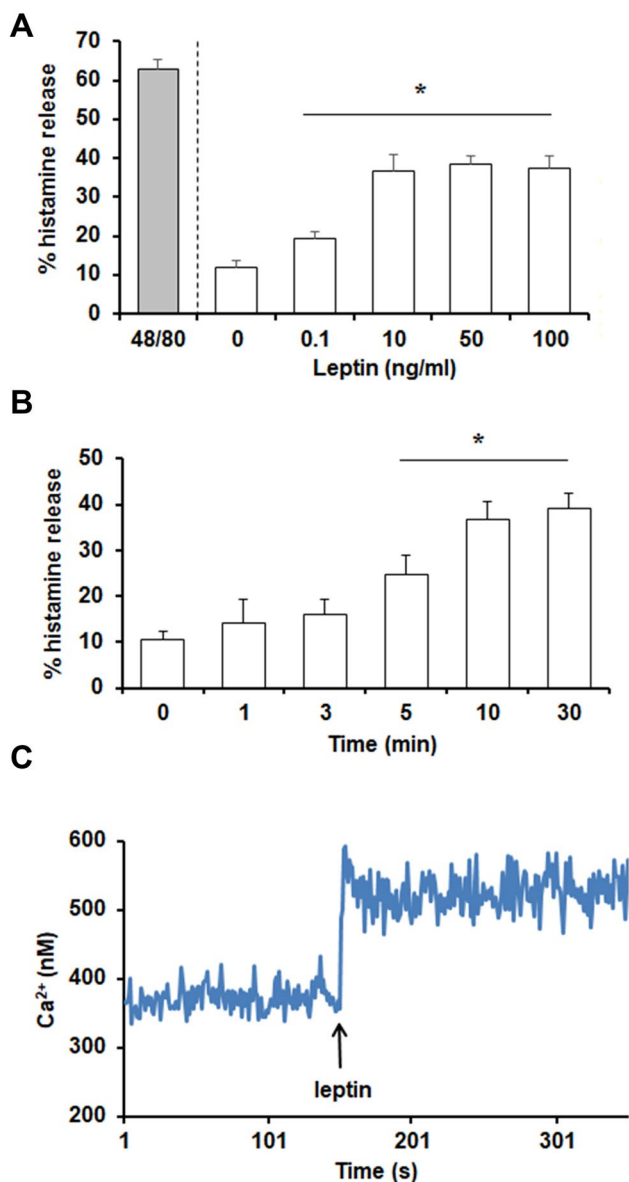 A
% histamine release
70
60
50
40
30
20
10
0
*
48/80 0 0.1 10 50 100
Leptin (ng/ml)
B
% histamine release
50
40
30
20
10
0
*
0 1 3 5 10 30
Time (min)
C
Ca²⁺ (nM)
600
500
400
300
200
leptin
1 101 201 301
Time (s)